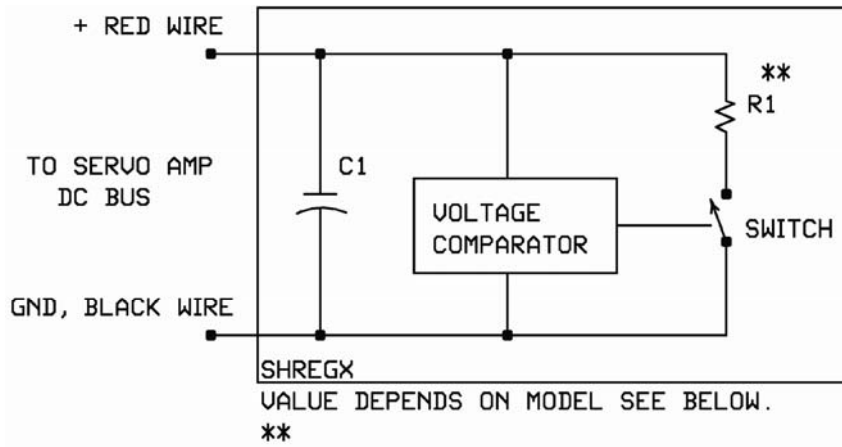 + RED WIRE
**
R1
TO SERVO AMP
DC BUS
C1
VOLTAGE
COMPARATOR
SWITCH
GND, BLACK WIRE
SHREGX
VALUE DEPENDS ON MODEL SEE BELOW.
**